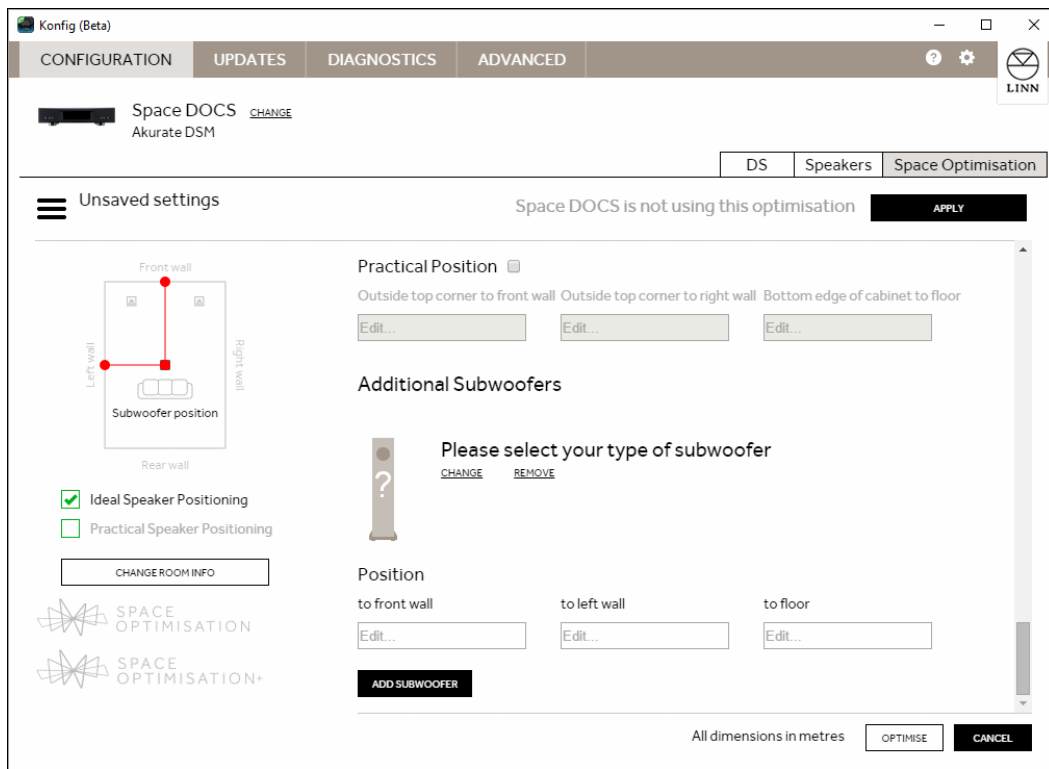 Konfig (Beta)
CONFIGURATION UPDATES DIAGNOSTICS ADVANCED ?
LINN
Space DOCS CHANGE
Akurate DSM
DS Speakers Space Optimisation
Unsaved settings
Space DOCS is not using this optimisation APPLY
Front wall
Left wall
Right wall
Subwoofer position
Rear wall
Ideal Speaker Positioning
Practical Speaker Positioning
CHANGE ROOM INFO
SPACE
OPTIMISATION
SPACE
OPTIMISATION+
Practical Position
Outside top corner to front wall Outside top corner to right wall Bottom edge of cabinet to floor
Edit... Edit... Edit...
Additional Subwoofers
?
Please select your type of subwoofer
CHANGE REMOVE
Position
to front wall to left wall to floor
Edit... Edit... Edit...
ADD SUBWOOFER
All dimensions in metres OPTIMISE CANCEL